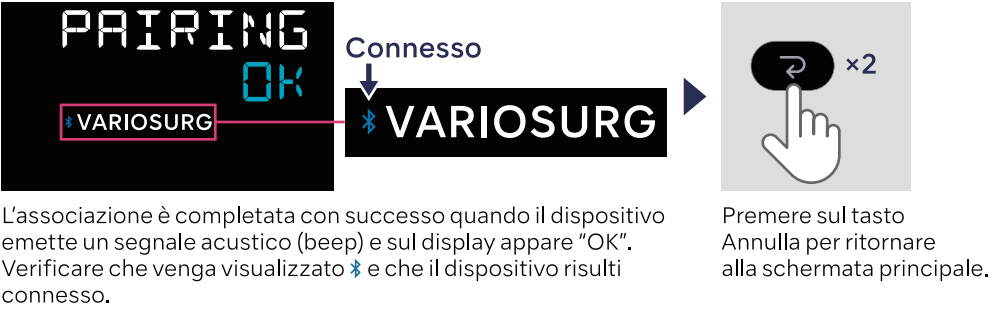 PAIRING
OK
VARIOSURG
Connesso
VARIOSURG
×2
L'associazione è completata con successo quando il dispositivo
emette un segnale acustico (beep) e sul display appare “OK”.
Verificare che venga visualizzato e che il dispositivo risulti
connesso.
Premere sul tasto
Annulla per ritornare
alla schermata principale.